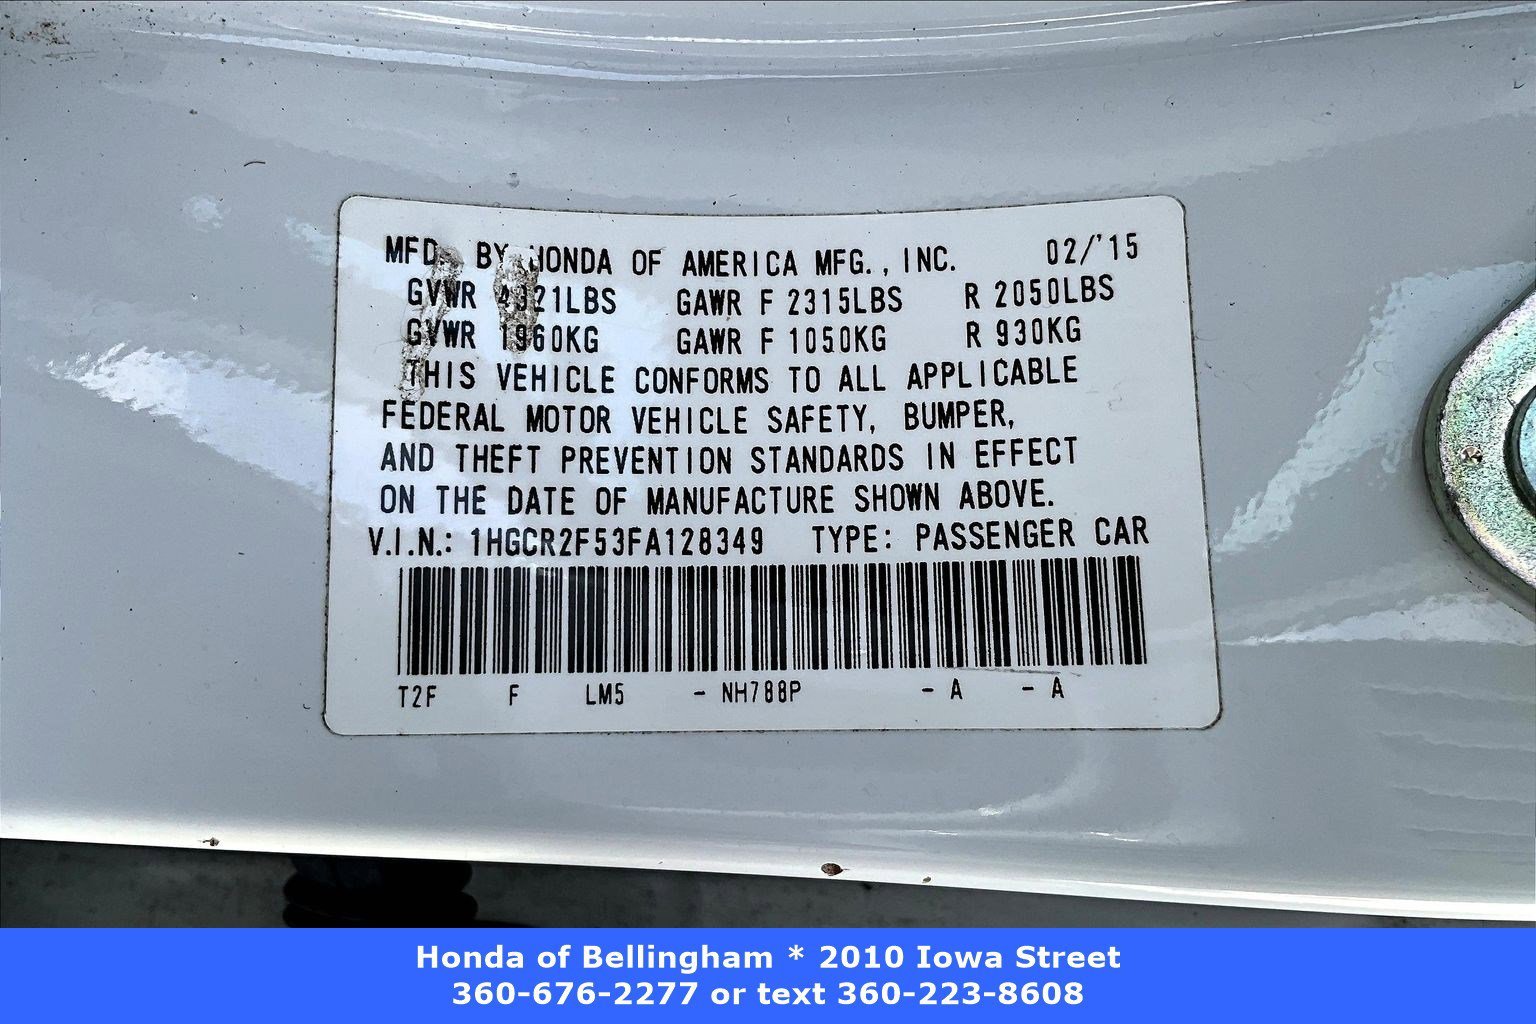 MFD. BY HONDA OF AMERICA MFG., INC. 02/'15
GVWR 4321LBS GAWR F 2315LBS R 2050LBS
GVWR 1960KG GAWR F 1050KG R 930KG
THIS VEHICLE CONFORMS TO ALL APPLICABLE
FEDERAL MOTOR VEHICLE SAFETY, BUMPER,
AND THEFT PREVENTION STANDARDS IN EFFECT
ON THE DATE OF MANUFACTURE SHOWN ABOVE.
V.I.N.: 1HGCR2F53FA128349 TYPE: PASSENGER CAR
T2F F LM5 - NH788P - A - A
Honda of Bellingham * 2010 Iowa Street
360-676-2277 or text 360-223-8608